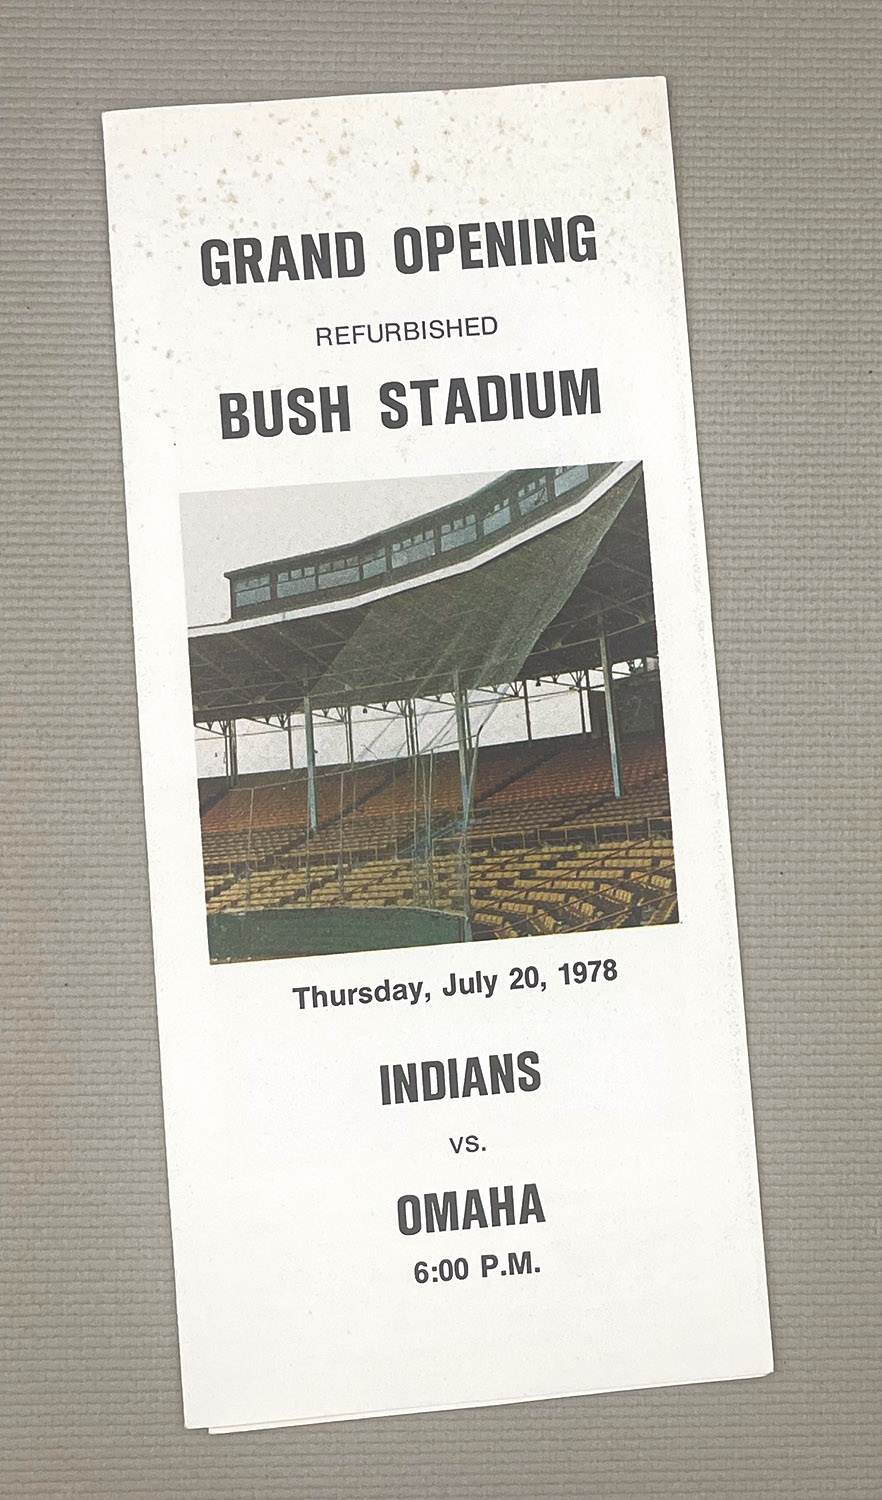 GRAND OPENING
REFURBISHED
BUSH STADIUM
Thursday, July 20, 1978
INDIANS
vs.
OMAHA
6:00 P.M.